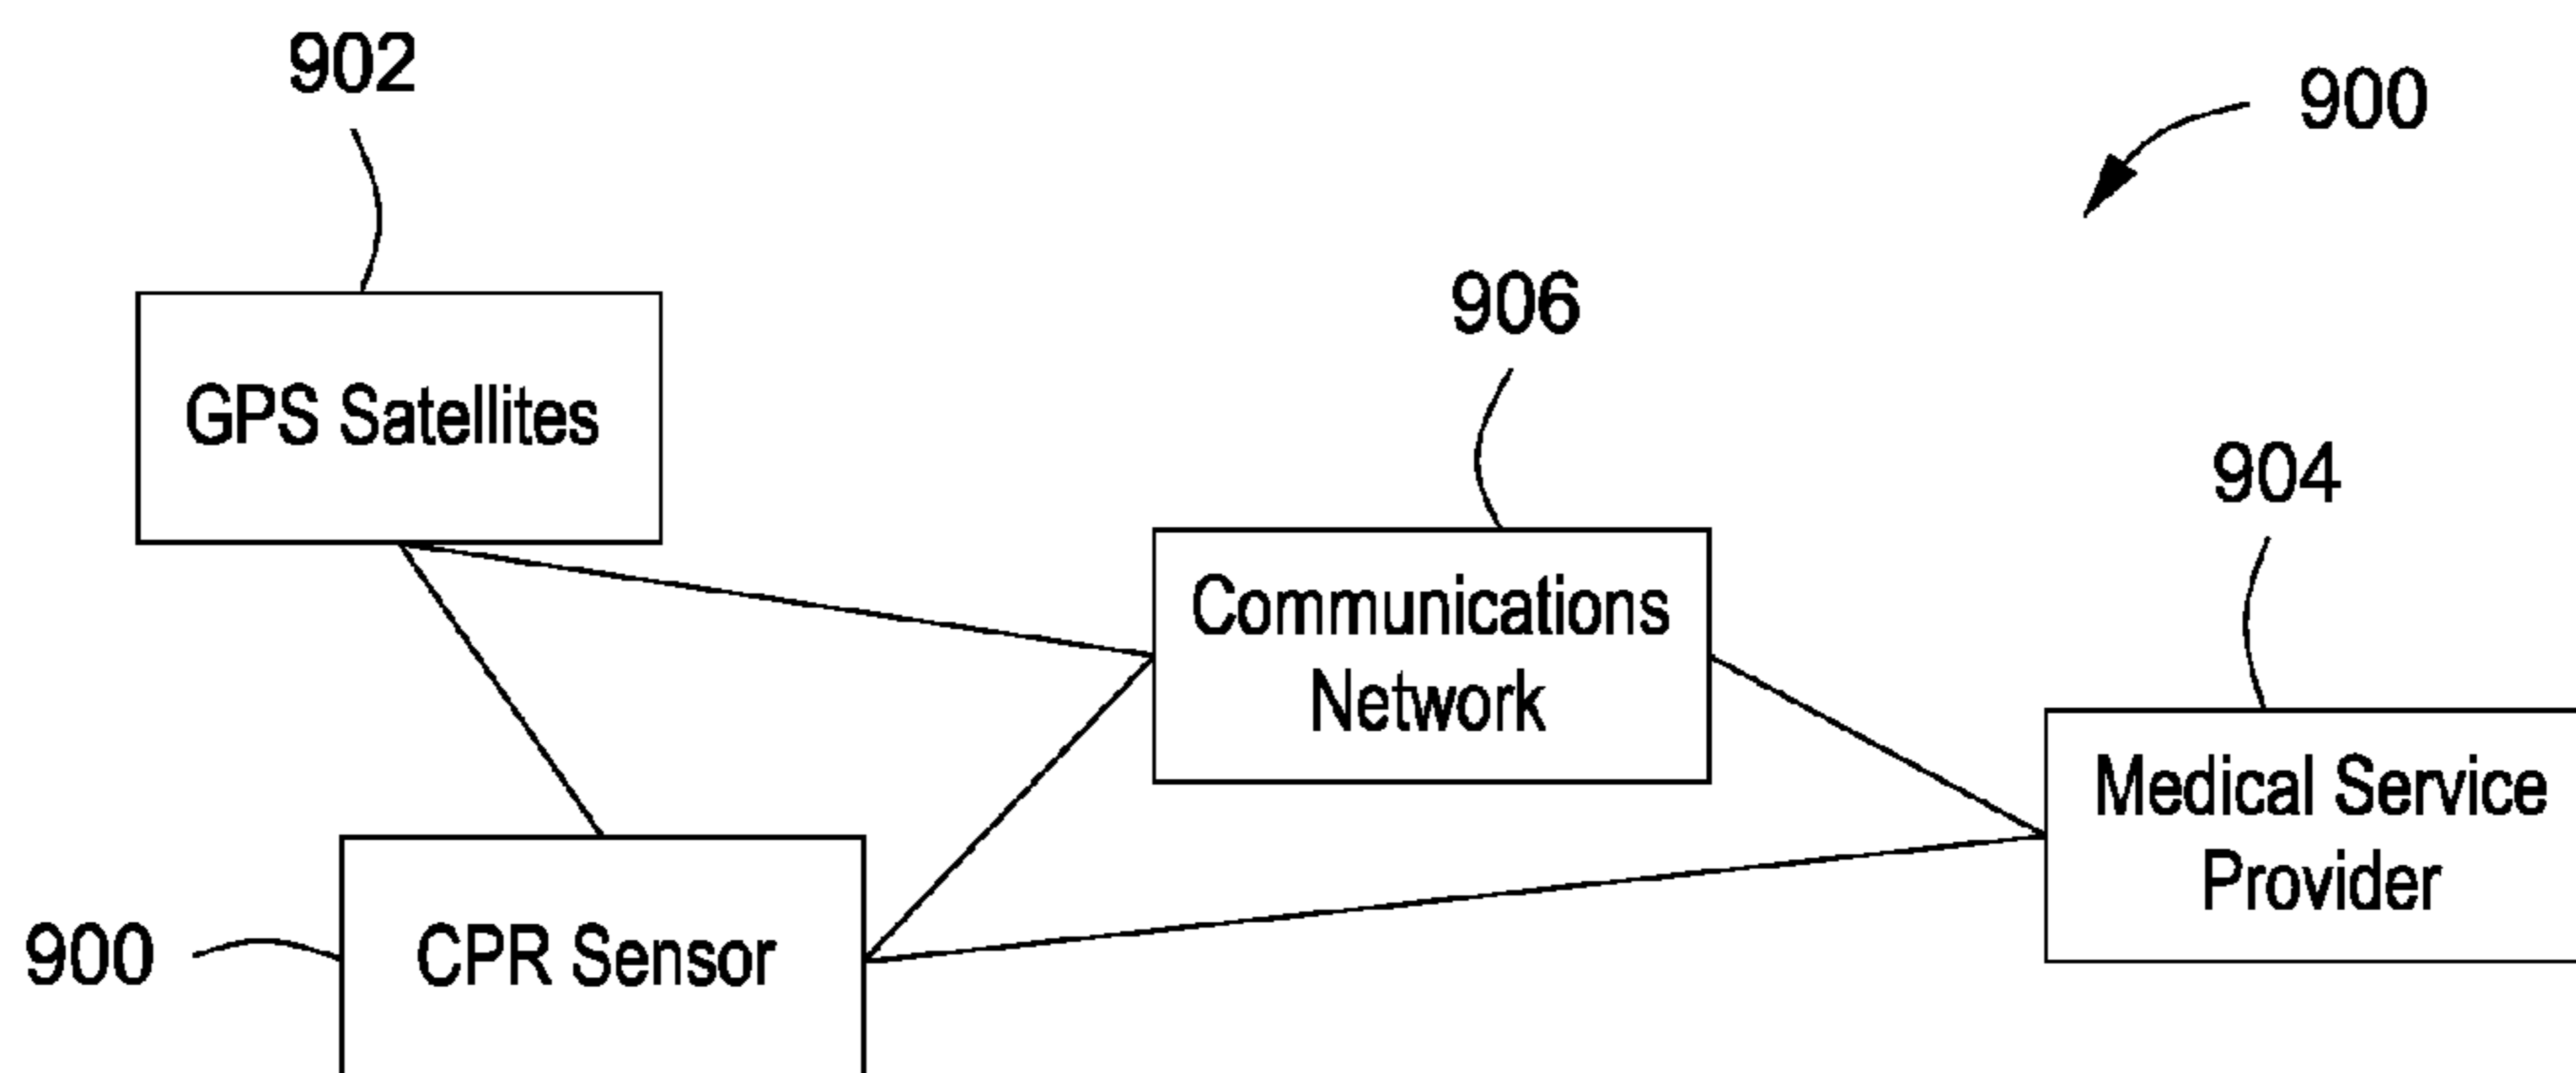 902
900
906
GPS Satellites
904
Communications
Network
Medical Service
Provider
900
CPR Sensor